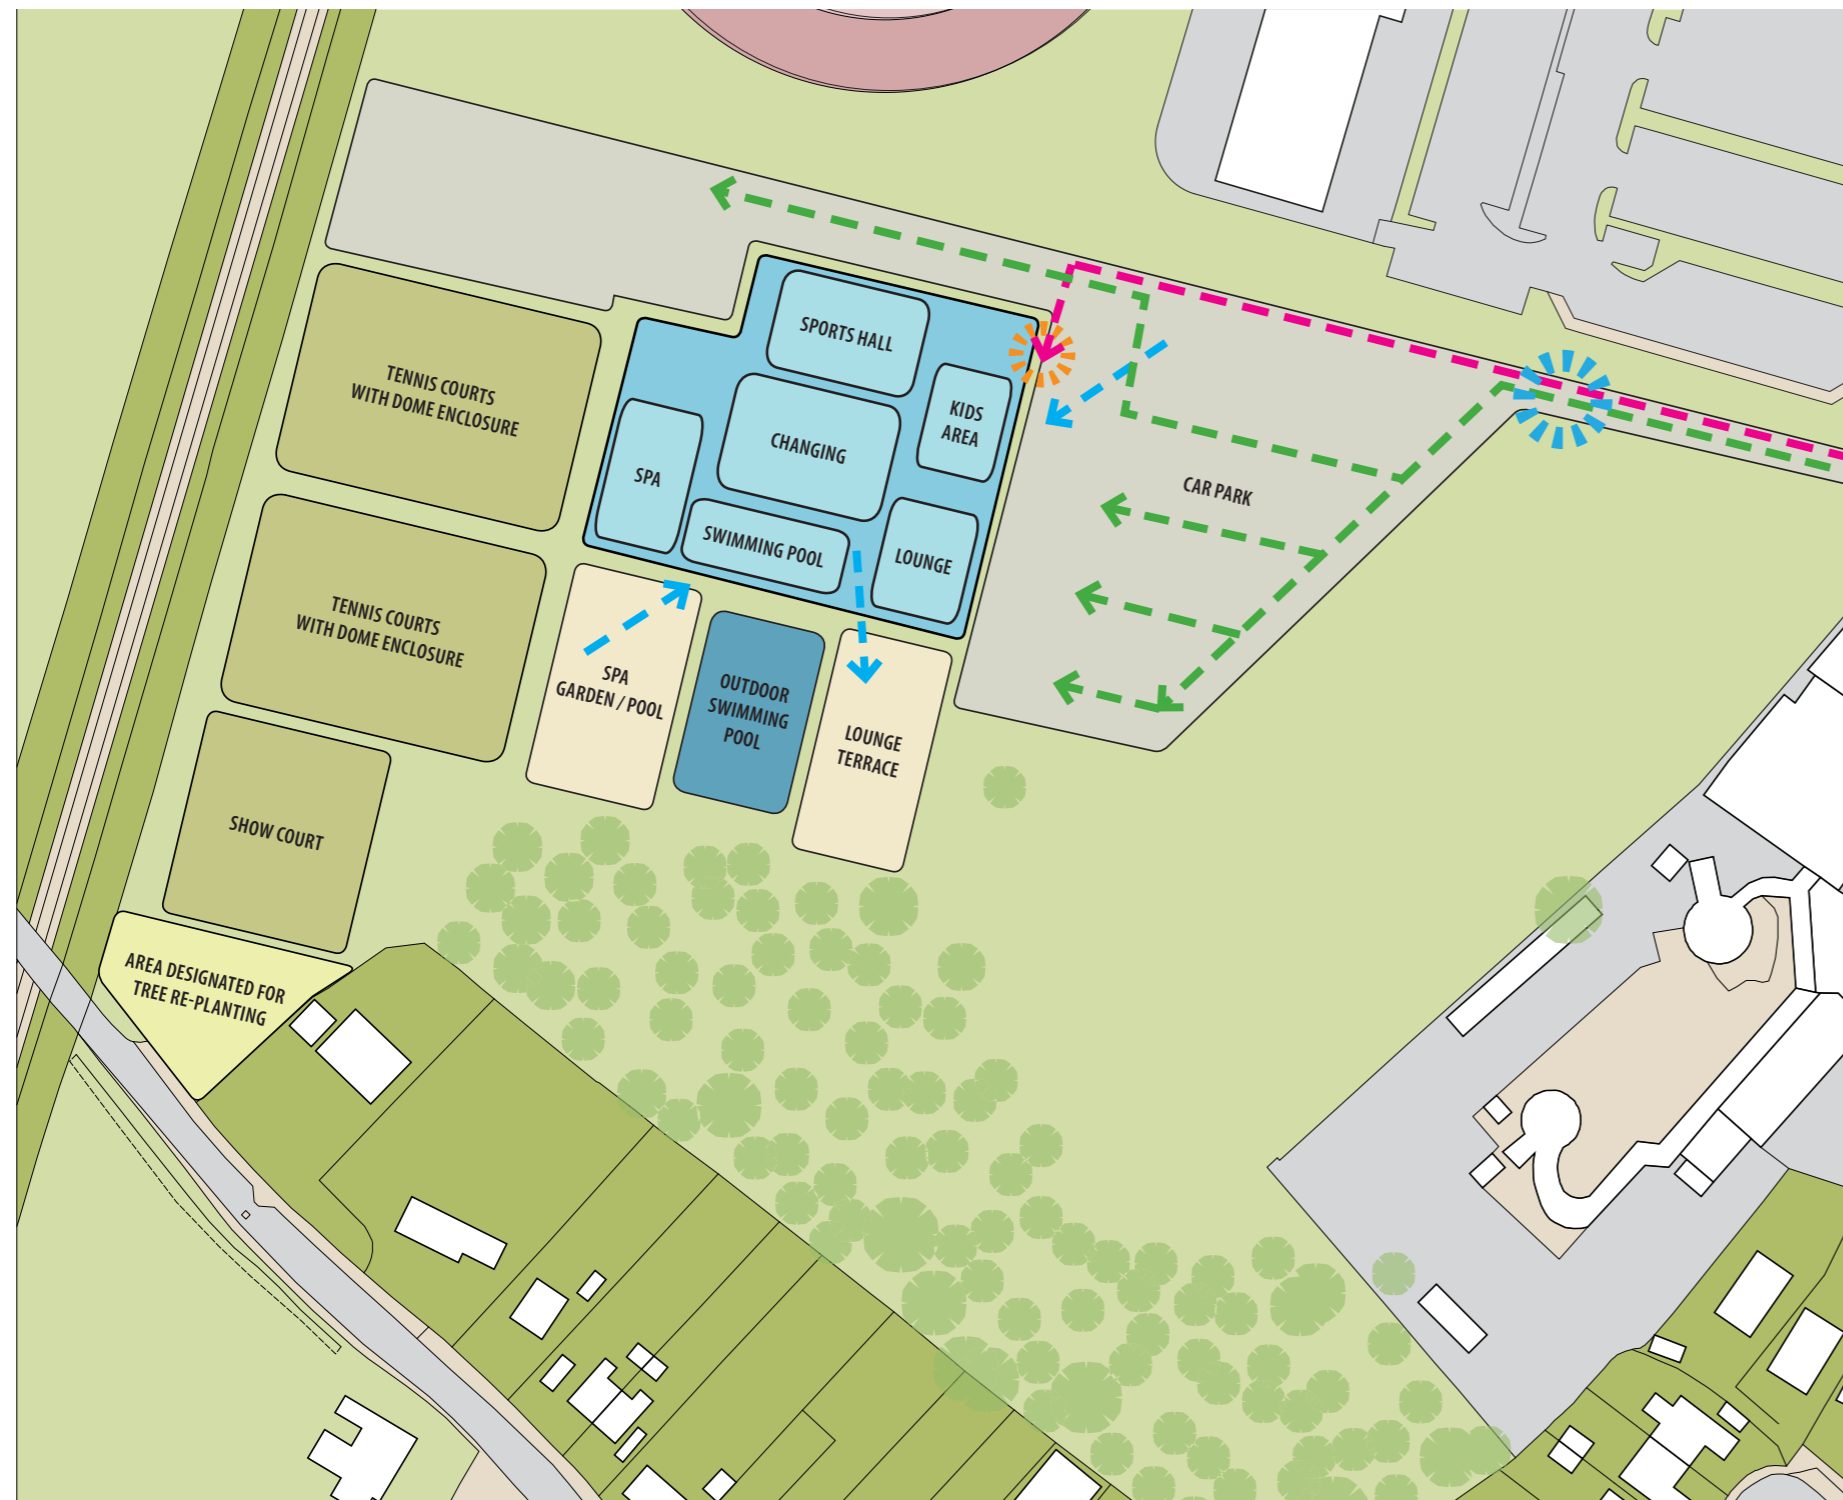 SPORTS HALL
TENNIS COURTS
WITH DOME ENCLOSURE
KIDS
AREA
CHANGING
SPA
CAR PARK
SWIMMING POOL
LOUNGE
TENNIS COURTS
WITH DOME ENCLOSURE
SPA
GARDEN / POOL
OUTDOOR
SWIMMING
POOL
LOUNGE
TERRACE
SHOW COURT
AREA DESIGNATED FOR
TREE RE-PLANTING